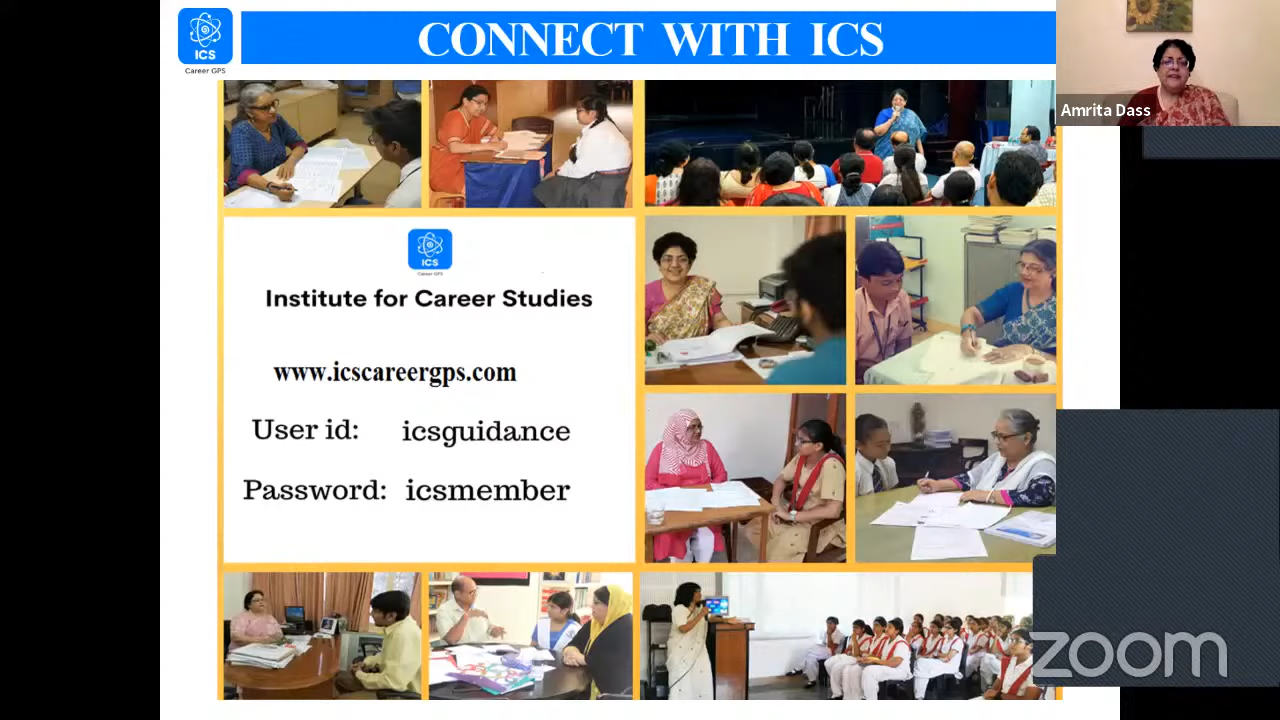 ICS
Career GPS
CONNECT WITH ICS
Amrita Dass
ICS
Career GPS
Institute for Career Studies
www.icscareergps.com
User id: icsguidance
Password: icsmember
zoom